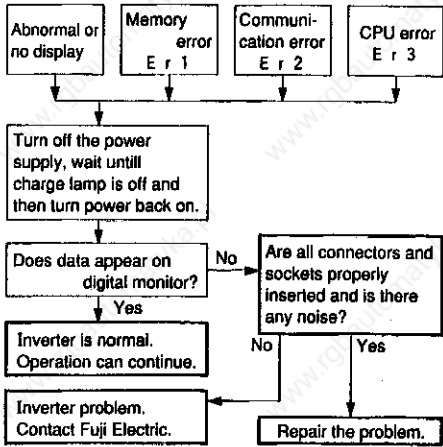 Abnormal or
no display
Memory
error
E r 1
Communi-
cation error
E r 2
CPU error
E r 3
Turn off the power
supply, wait untill
charge lamp is off and
then turn power back on.
Does data appear on
digital monitor?
No
Yes
Are all connectors and
sockets properly
inserted and is there
any noise?
Inverter is normal.
Operation can continue.
No
Yes
Inverter problem.
Contact Fuji Electric.
Repair the problem.